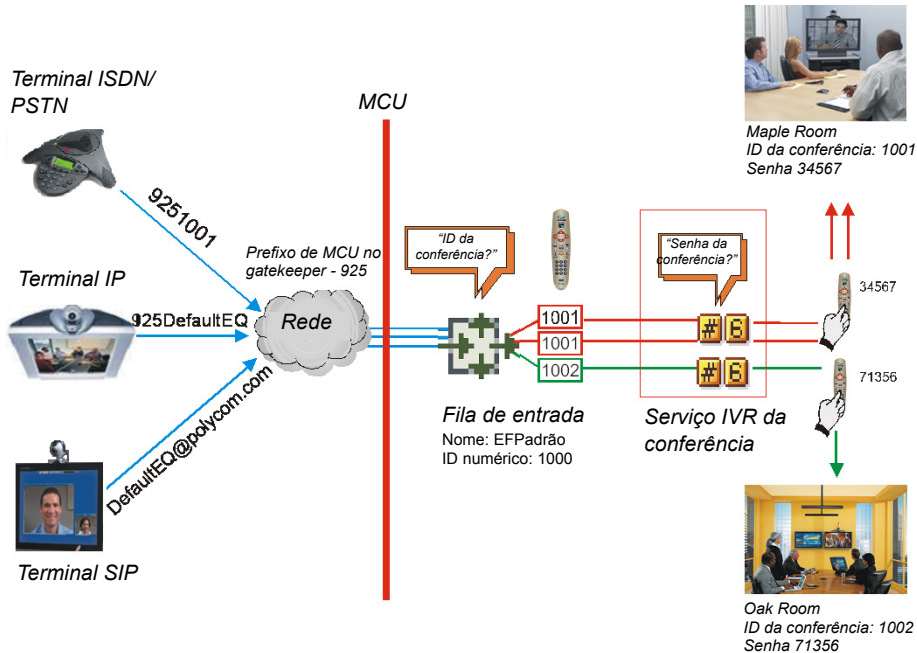 Terminal ISDN/
PSTN
MCU
9251001
Prefixo de MCU no
gatekeeper - 925
Terminal IP
925DefaultEQ
Rede
DefaultEQ@polycom.com
Terminal SIP
“ID da
conferência?”
1001
1001
1002
Fila de entrada
Nome: EFPadrão
ID numérico: 1000
“Senha da
conferência?”
# 6
# 6
Serviço IVR da
conferência
Maple Room
ID da conferência: 1001
Senha 34567
34567
71356
Oak Room
ID da conferência: 1002
Senha 71356